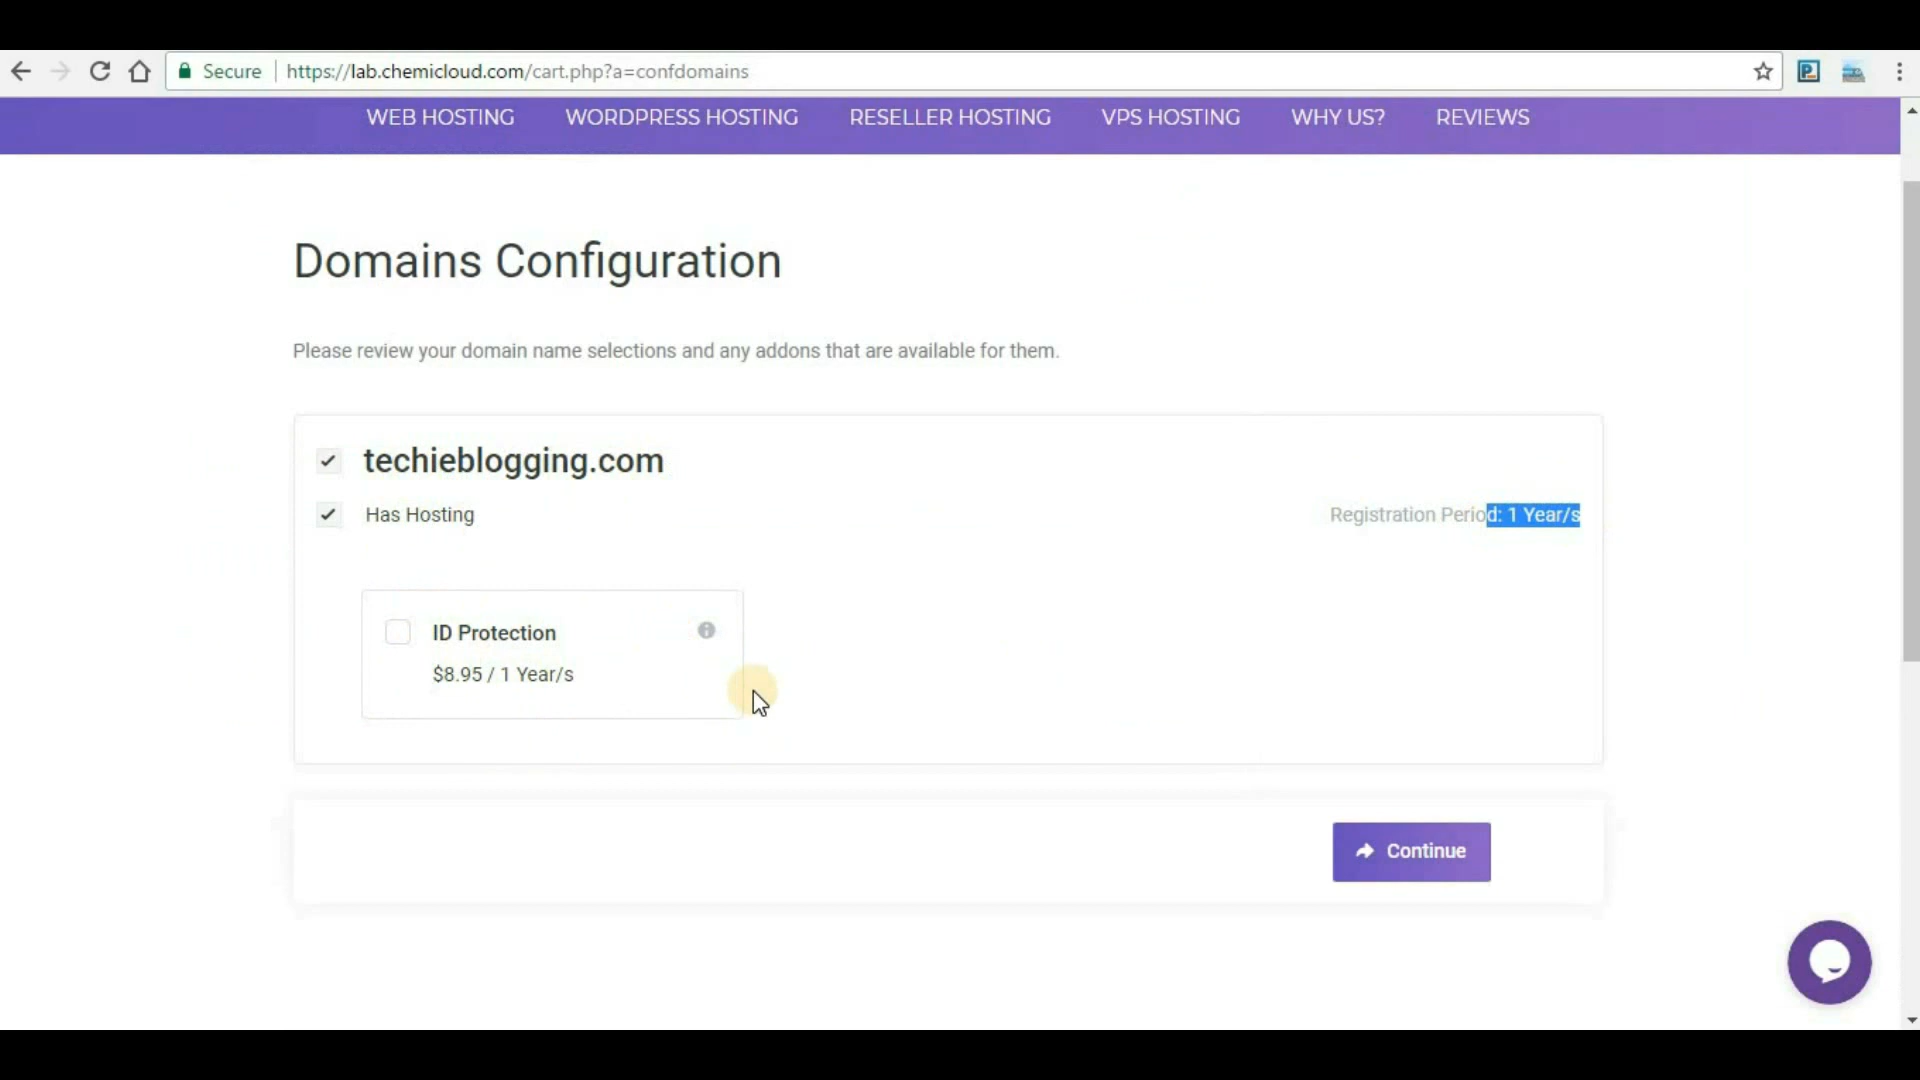 Secure https://lab.chemicloud.com/cart.php?a=confdomains
WEB HOSTING WORDPRESS HOSTING RESELLER HOSTING VPS HOSTING WHY US? REVIEWS
Domains Configuration
Please review your domain name selections and any addons that are available for them.
techieblogging.com
Has Hosting Registration Period: 1 Year/s
ID Protection
$8.95 / 1 Year/s
Continue